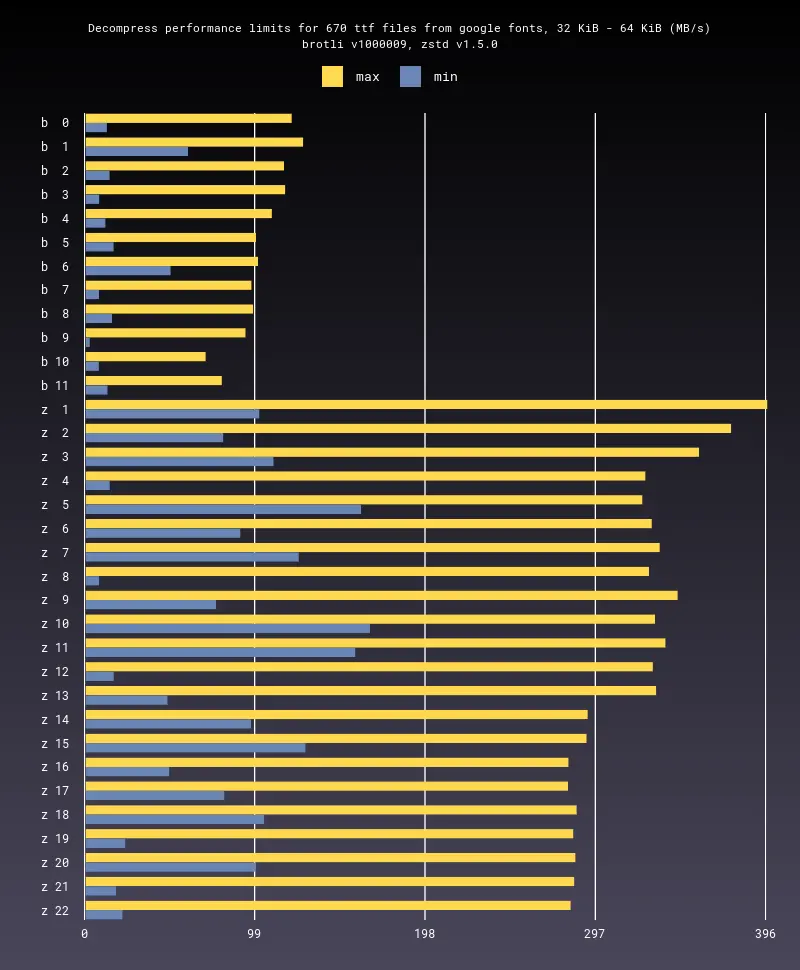 Decompress performance limits for 670 ttf files from google fonts, 32 KiB - 64 KiB (MB/s)
brotli v1000009, zstd v1.5.0
max min
b 0
b 1
b 2
b 3
b 4
b 5
b 6
b 7
b 8
b 9
b 10
b 11
z 1
z 2
z 3
z 4
z 5
z 6
z 7
z 8
z 9
z 10
z 11
z 12
z 13
z 14
z 15
z 16
z 17
z 18
z 19
z 20
z 21
z 22
0 99 198 297 396